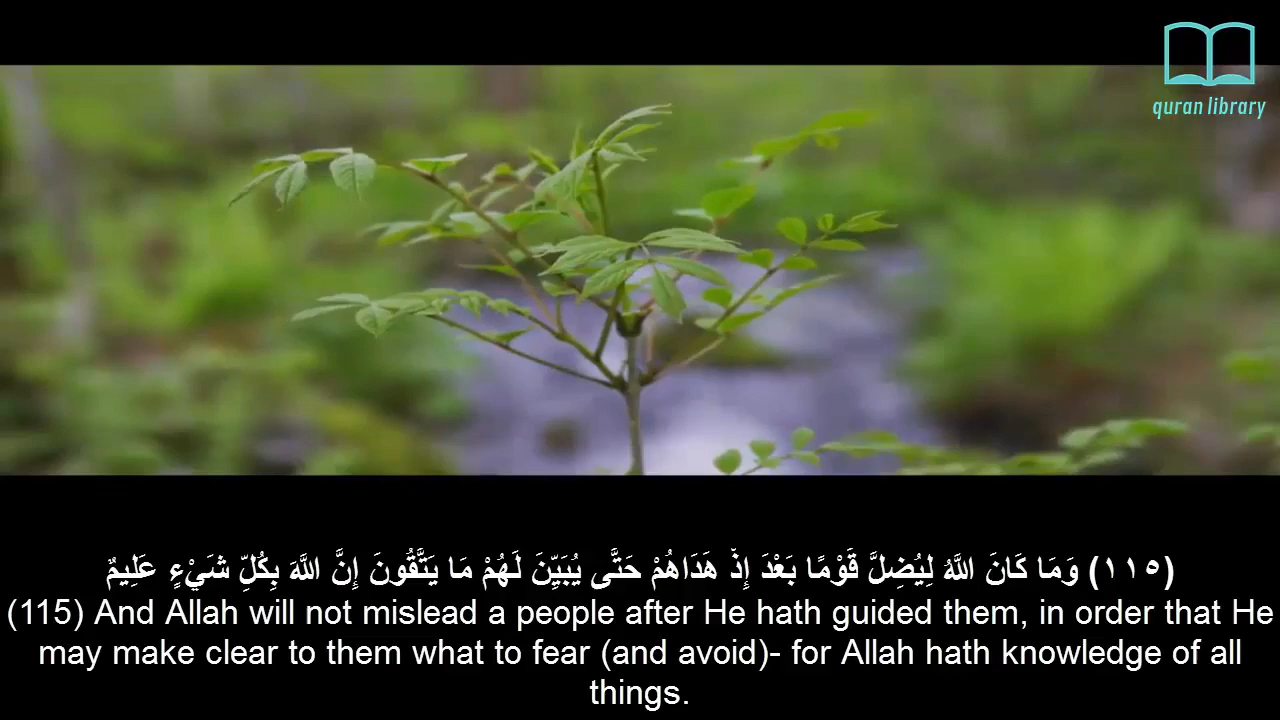 quran library
(١١٥) وَمَا كَانَ اللَّهُ لِيُضِلَّ قَوْمًا بَعْدَ إِذْ هَدَاهُمْ حَتَّى يُبَيِّنَ لَهُمْ مَا يَتَّقُونَ إِنَّ اللَّهَ بِكُلِّ شَيْءٍ عَلِيمٌ
(115) And Allah will not mislead a people after He hath guided them, in order that He
may make clear to them what to fear (and avoid)- for Allah hath knowledge of all
things.